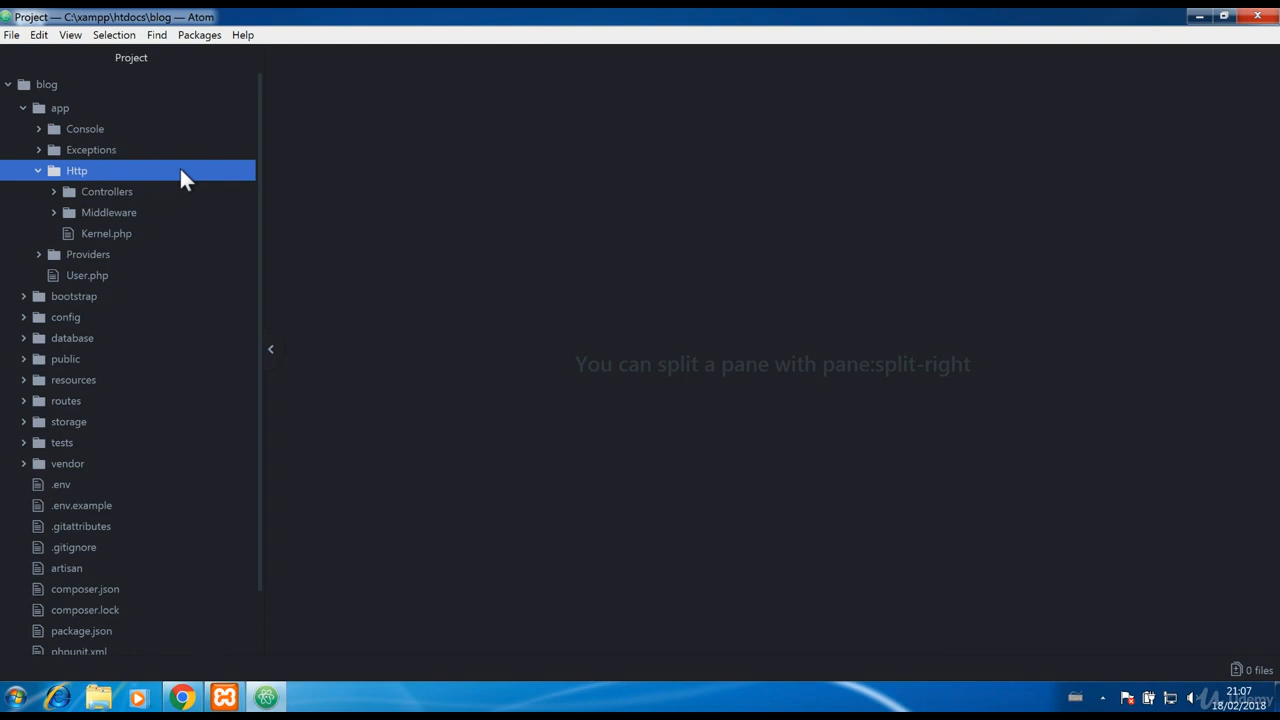 Project — C:\xampp\htdocs\blog — Atom
File Edit View Selection Find Packages Help
Project
blog
app
Console
Exceptions
Http
Controllers
Middleware
Kernel.php
Providers
User.php
bootstrap
config
database
public
resources
routes
storage
tests
vendor
.env
.env.example
.gitattributes
.gitignore
artisan
composer.json
composer.lock
package.json
phpunit.xml
You can split a pane with pane:split-right
0 files
21:07
Udemy
18/02/2018